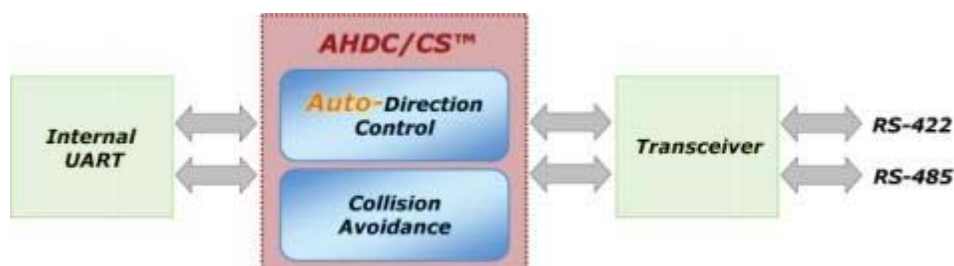 AHDC/CS™
Auto-Direction
Control
Internal
UART
Collision
Avoidance
Transceiver
RS-422
RS-485